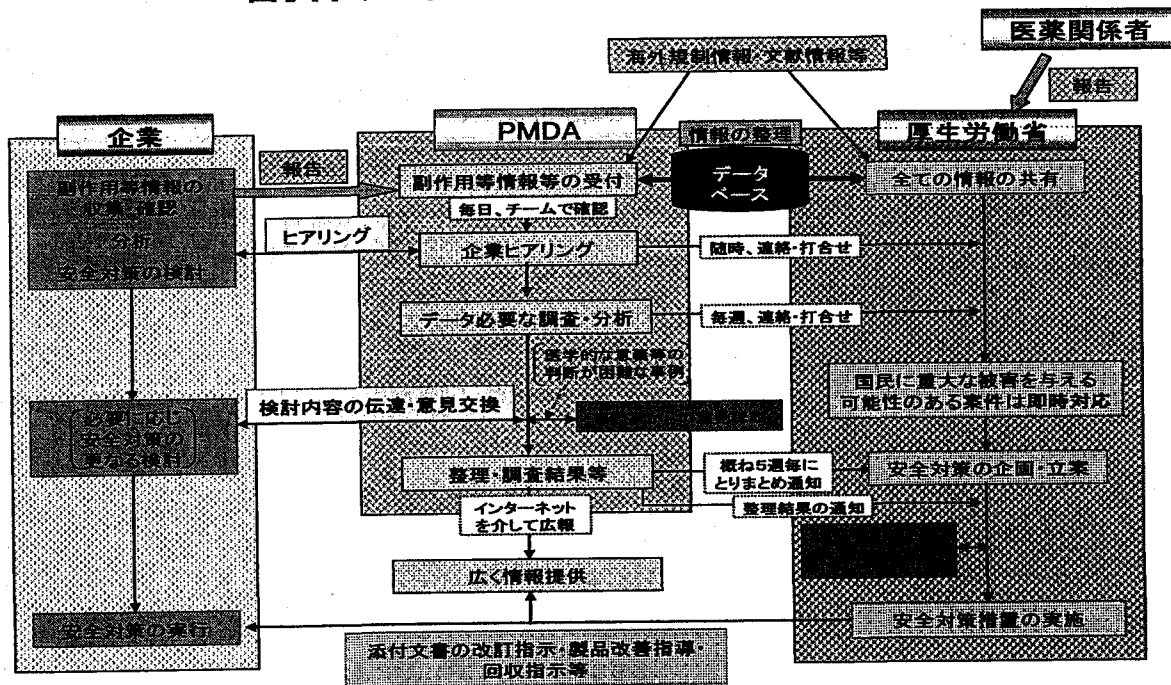 医薬関係者
海外規制情報・文献情報等
報告
企業
PMDA
情報の整理
厚生労働省
副作用等情報の
収集・確認
分析
安全対策の検討
報告
副作用等情報等の受付
データ
ベース
全ての情報の共有
毎日、チームで確認
ヒアリング
企業ヒアリング
随時、連絡・打合せ
データ必要な調査・分析
毎週、連絡・打合せ
医学的な意義等の
判断が困難な事例
国民に重大な被害を与える
可能性のある案件は即時対応
検討内容の伝達・意見交換
必要に応じ
安全対策の
更なる検討
整理・調査結果等
概ね5週毎に
とりまとめ通知
安全対策の企画・立案
インターネット
を介して広報
整理結果の通知
広く情報提供
安全対策の実行
安全対策措置の実施
添付文書の改訂指示・製品改善指導・
回収指示等